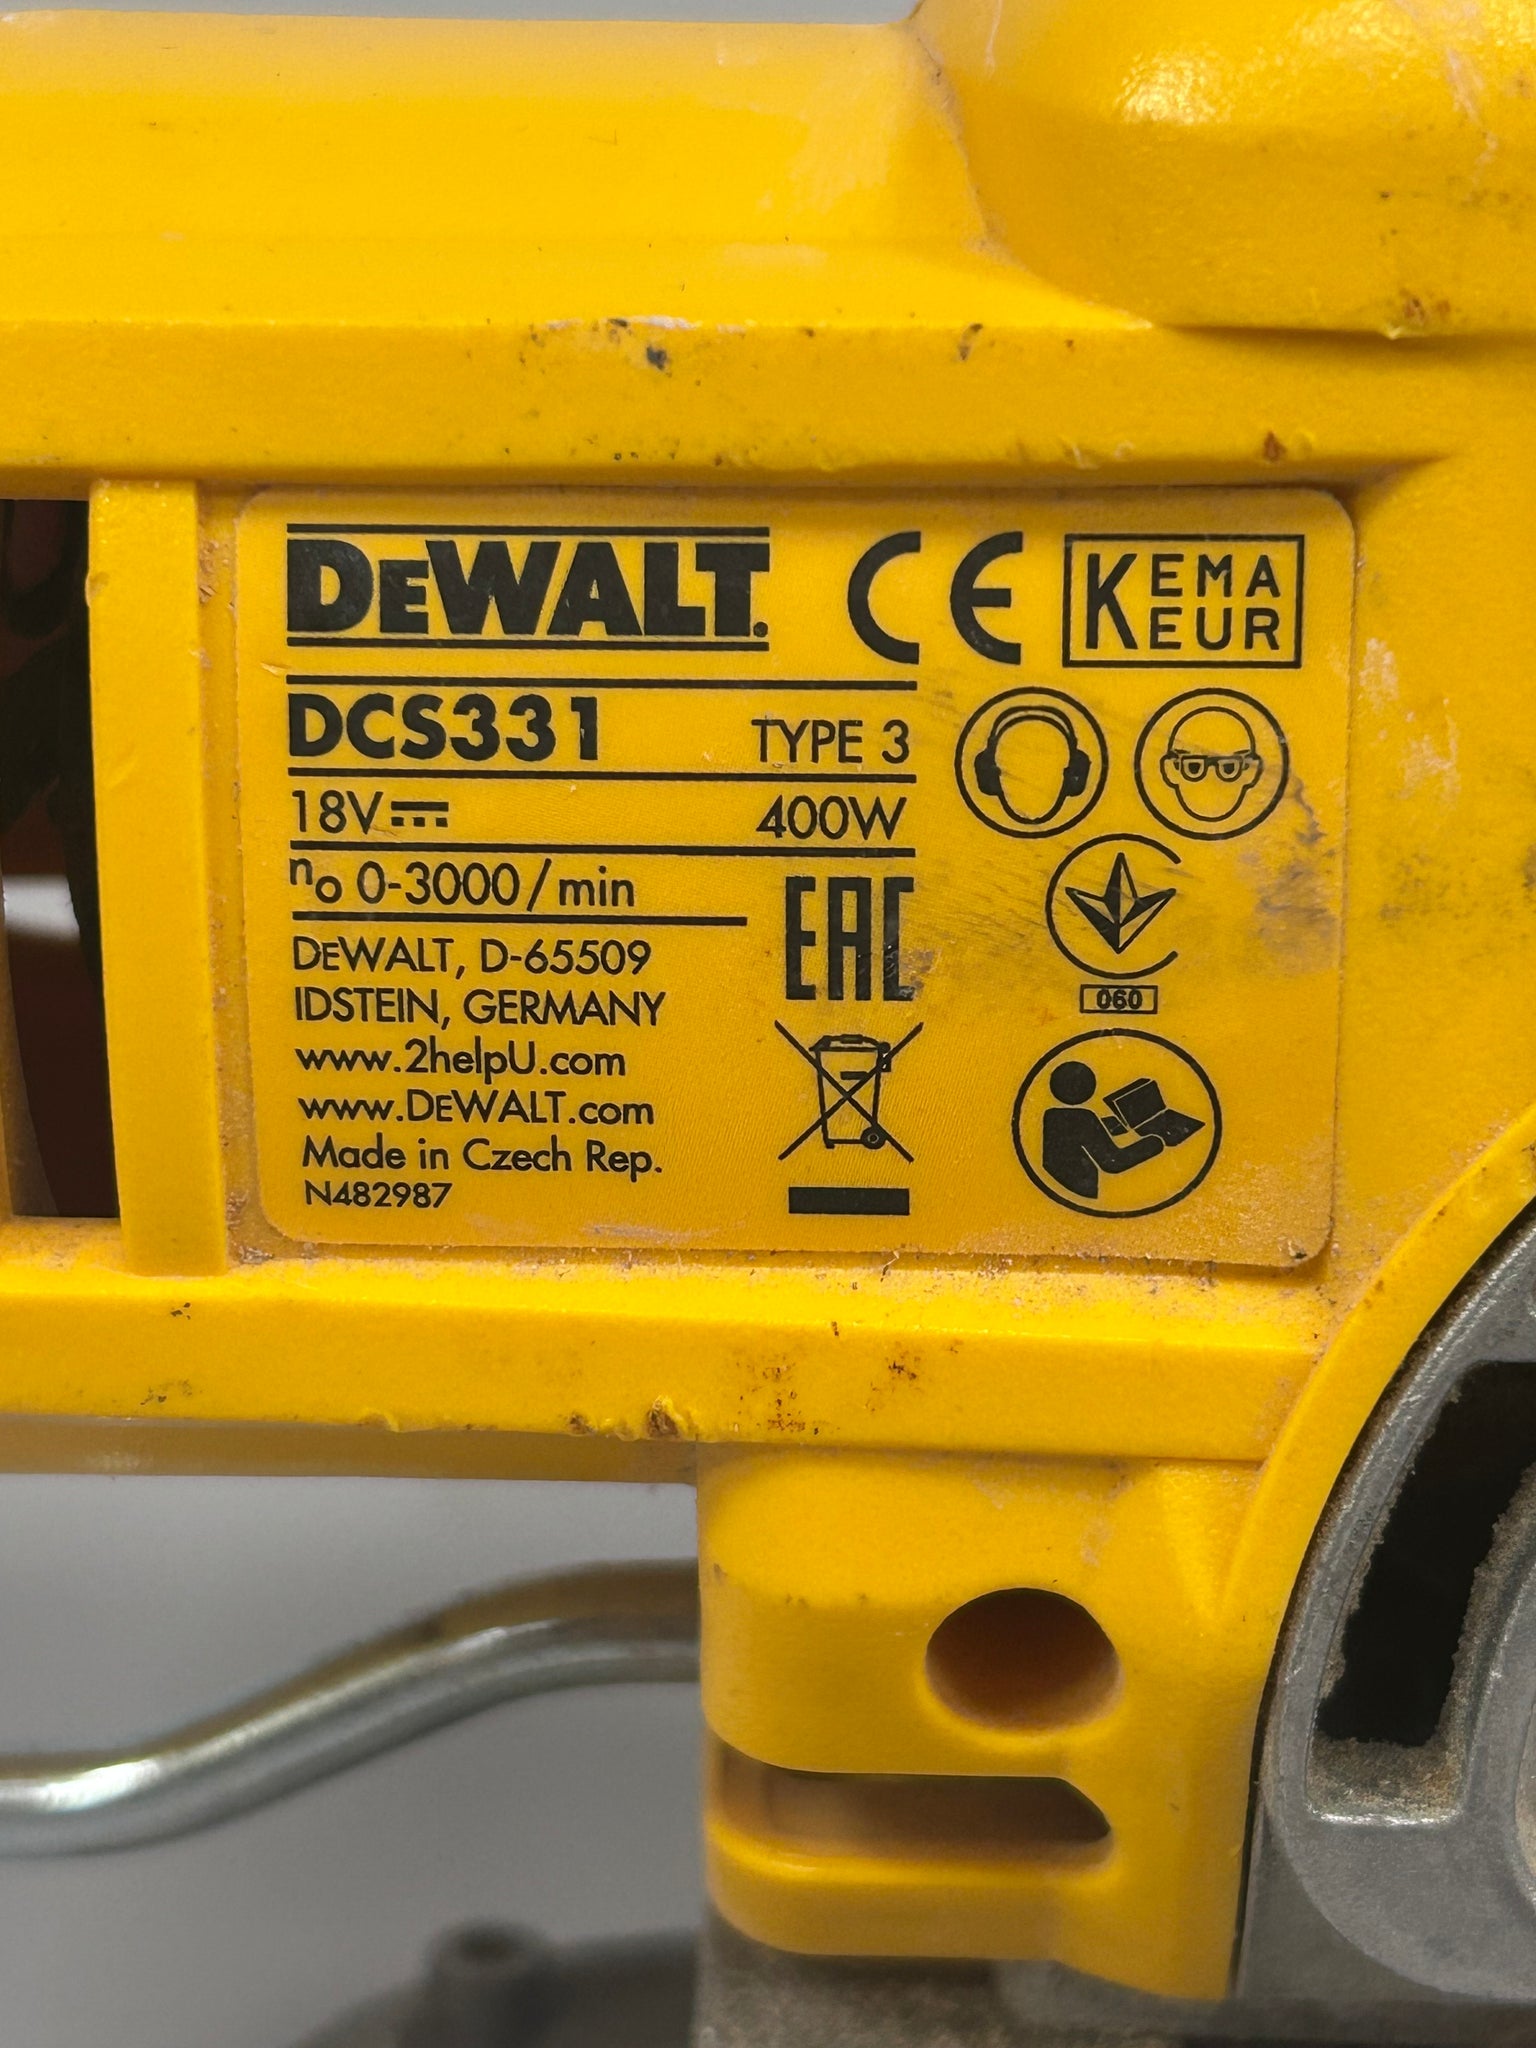 DEWALT. CE KEMA KEUR
DCS331 TYPE 3
18V 400W
no 0-3000/min
EAC
DEWALT, D-65509
IDSTEIN, GERMANY
060
www.2helpU.com
www.DEWALT.com
Made in Czech Rep.
N482987